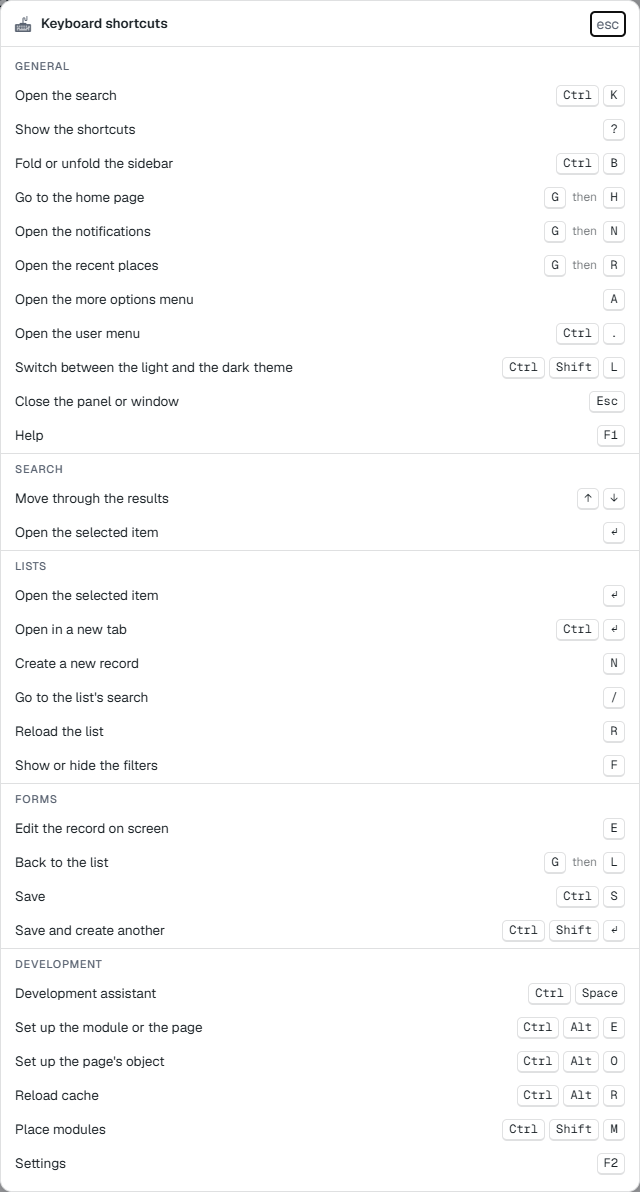 Keyboard shortcuts esc
GENERAL
Open the search Ctrl K
Show the shortcuts ?
Fold or unfold the sidebar Ctrl B
Go to the home page G then H
Open the notifications G then N
Open the recent places G then R
Open the more options menu A
Open the user menu Ctrl .
Switch between the light and the dark theme Ctrl Shift L
Close the panel or window Esc
Help F1
SEARCH
Move through the results ↑ ↓
Open the selected item ↲
LISTS
Open the selected item ↲
Open in a new tab Ctrl ↲
Create a new record N
Go to the list's search /
Reload the list R
Show or hide the filters F
FORMS
Edit the record on screen E
Back to the list G then L
Save Ctrl S
Save and create another Ctrl Shift ↲
DEVELOPMENT
Development assistant Ctrl Space
Set up the module or the page Ctrl Alt E
Set up the page's object Ctrl Alt O
Reload cache Ctrl Alt R
Place modules Ctrl Shift M
Settings F2